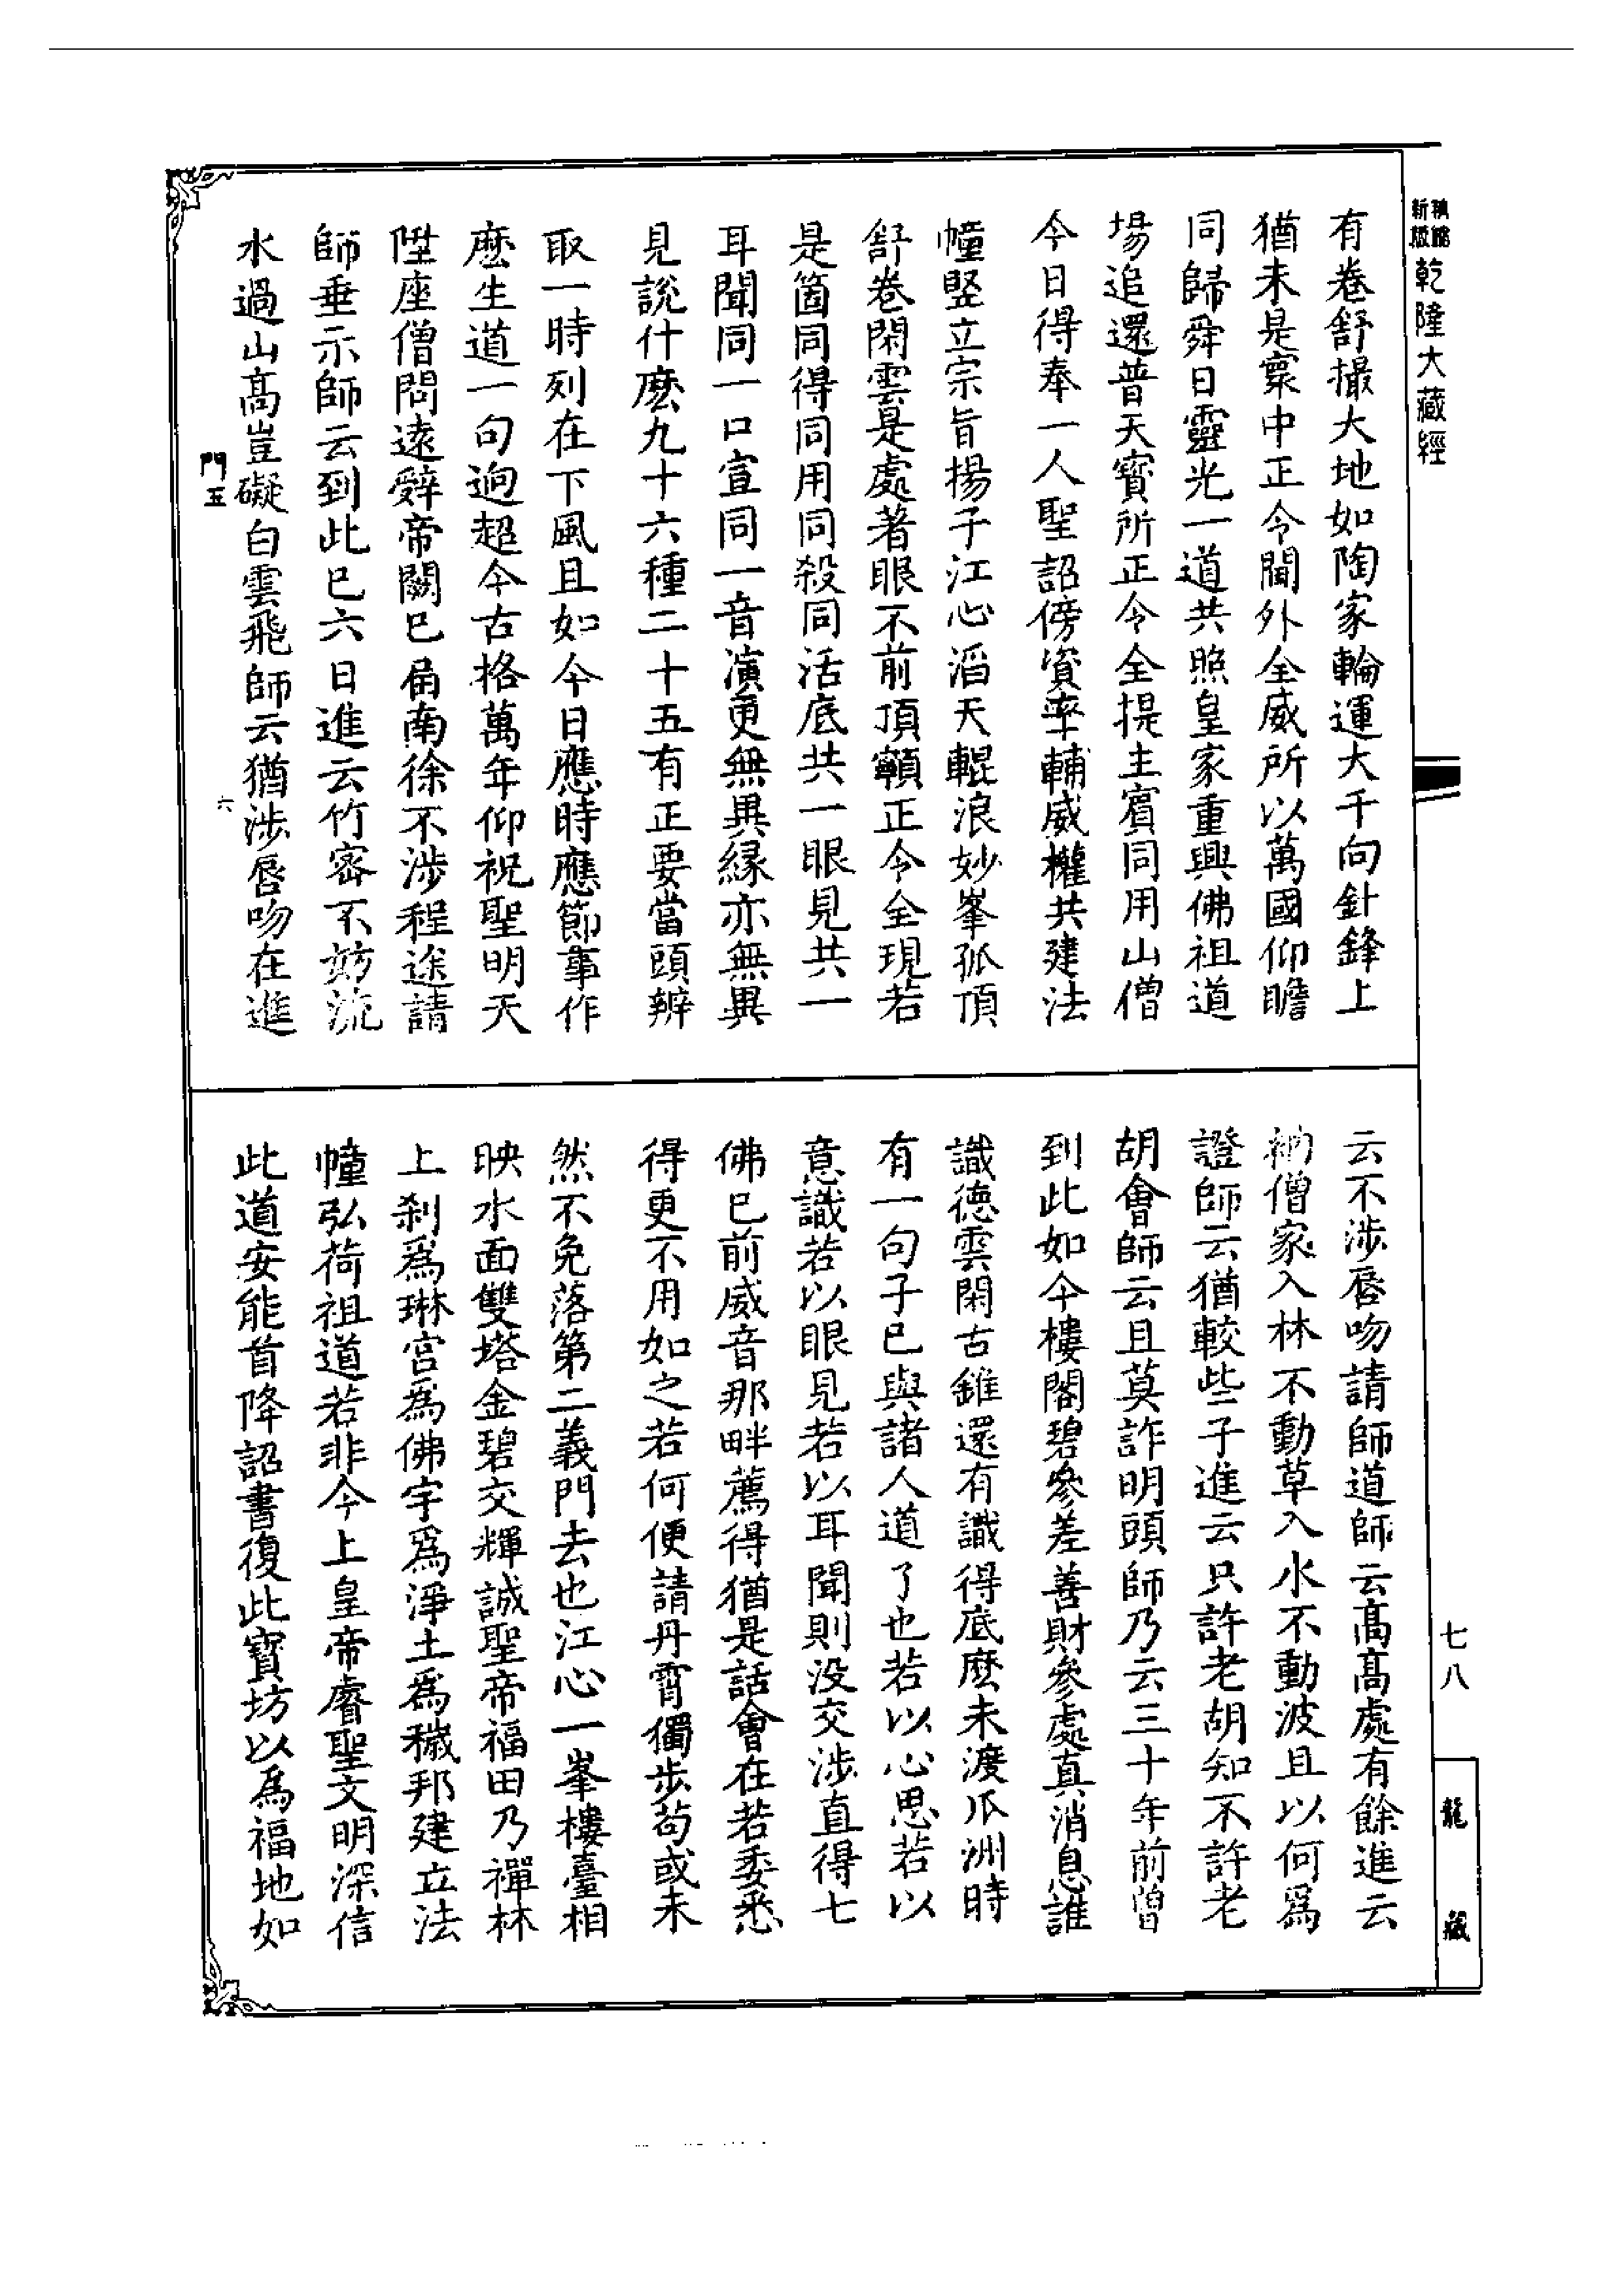 新版
縮
乾隆大藏經
七八
龍藏
有卷舒撮大地如陶家輪運大千向針鋒上
猶未是寰中正令閫外全威所以萬國仰瞻
同歸舜日靈光一道共照皇家重興佛祖道
場追還普天寳所正令全提主賓同用山僧
今日得奉一人聖詔傍資率輔威權共建法
幢竪立宗旨揚子江心滔天輥浪妙峯孤頂
舒卷閑雲是處著眼不前頂𩕳正令全現若
是箇同得同用同殺同活底共一眼見共一
耳聞同一口宣同一音演更無異縁亦無異
見說什麽九十六種二十五有正要當頭辨
取一時列在下風且如今日應時應節事作
麽生道一句逈超今古格萬年仰祝聖明天
陞座僧問逺辭帝闕已届南徐不涉程途請
師垂示師云到此已六日進云竹密不妨流
水過山髙豈礙白雲飛師云猶涉唇吻在進
門五
六
云不涉唇吻請師道師云髙髙處有餘進云
衲僧家入林不動草入水不動波且以何爲
證師云猶較些子進云只許老胡知不許老
胡會師云且莫詐明頭師乃云三十年前曽
到此如今樓閣碧參差善財參處真消息誰
識德雲閑古錐還有識得底麽未渡瓜洲時
有一句子已與諸人道了也若以心思若以
意識若以眼見若以耳聞則没交涉直得七
佛已前威音那畔薦得猶是話會在若委悉
得更不用如之若何便請丹霄獨步苟或未
然不免落第二義門去也江心一峯樓臺相
映水面雙塔金碧交輝誠聖帝福田乃禪林
上刹爲琳宫爲佛宇爲淨土爲穢邦建立法
幢弘荷祖道若非今上皇帝睿聖文明深信
此道安能首降詔書復此寳坊以爲福地如